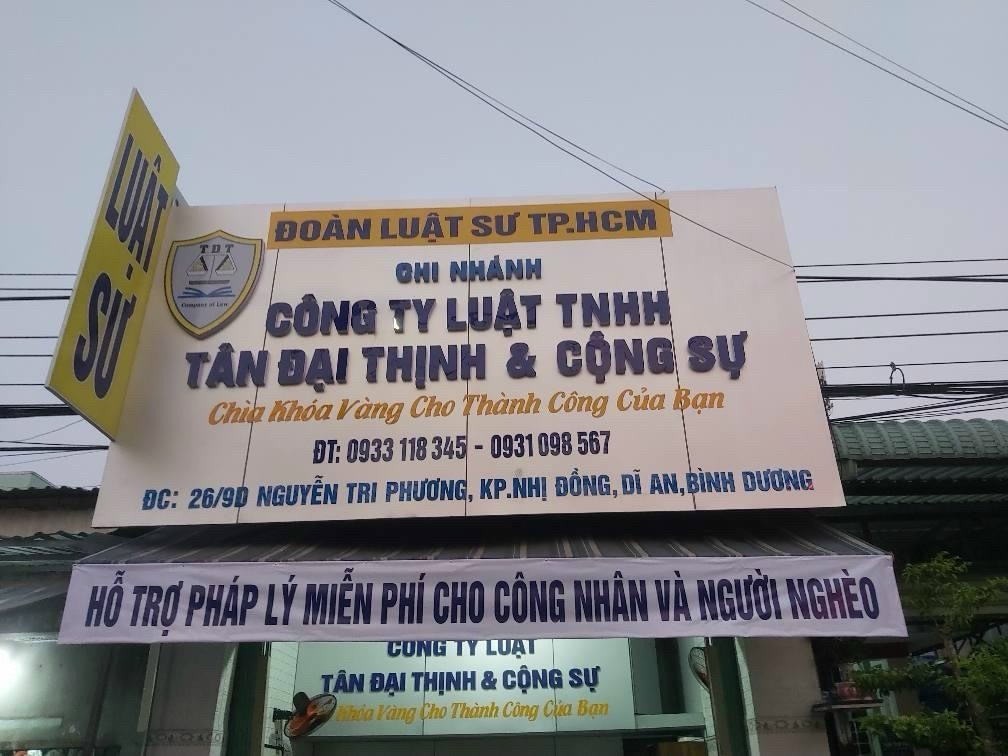 LUẬT SƯ
ĐOÀN LUẬT SƯ TP.HCM
TDT
Company of Law
CHI NHÁNH
CÔNG TY LUẬT TNHH
TÂN ĐẠI THỊNH & CỘNG SỰ
Chìa Khóa Vàng Cho Thành Công Của Bạn
ĐT: 0933 118 345 - 0931 098 567
ĐC: 26/9D NGUYỄN TRI PHƯƠNG, KP.NHỊ ĐỒNG, DĨ AN, BÌNH DƯƠNG
HỖ TRỢ PHÁP LÝ MIỄN PHÍ CHO CÔNG NHÂN VÀ NGƯỜI NGHÈO
CÔNG TY LUẬT
TÂN ĐẠI THỊNH & CỘNG SỰ
Khóa Vàng Cho Thành Công Của Bạn